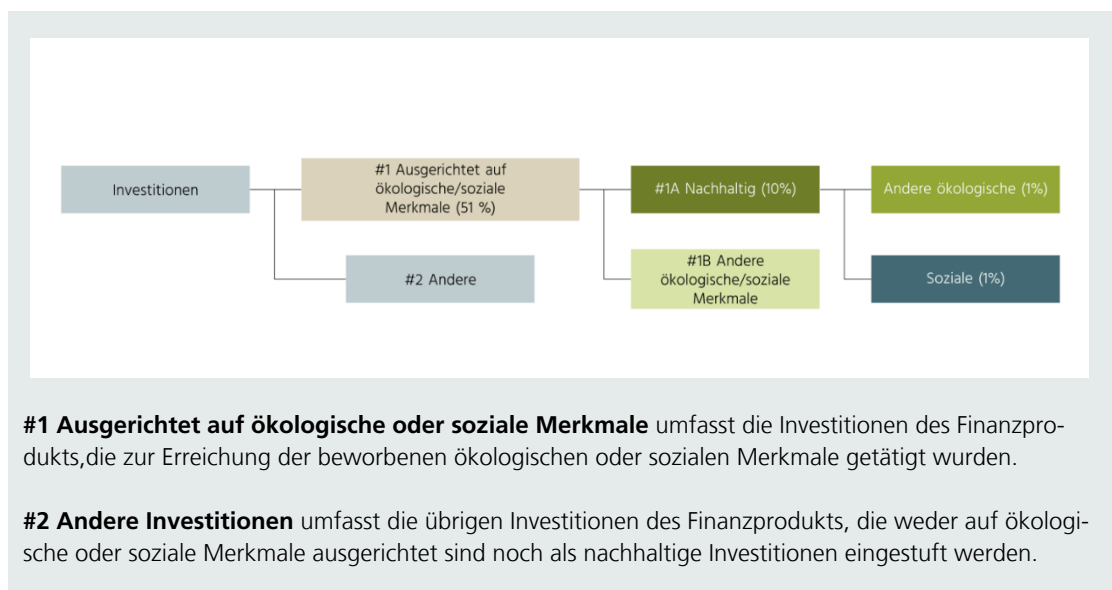 Investitionen
#1 Ausgerichtet auf
ökologische/soziale
Merkmale (51 %)
#1A Nachhaltig (10%)
Andere ökologische (1%)
#2 Andere
#1B Andere
ökologische/soziale
Merkmale
Soziale (1%)
#1 Ausgerichtet auf ökologische oder soziale Merkmale umfasst die Investitionen des Finanzpro-
dukts,die zur Erreichung der beworbenen ökologischen oder sozialen Merkmale getätigt wurden.
#2 Andere Investitionen umfasst die übrigen Investitionen des Finanzprodukts, die weder auf ökologi-
sche oder soziale Merkmale ausgerichtet sind noch als nachhaltige Investitionen eingestuft werden.